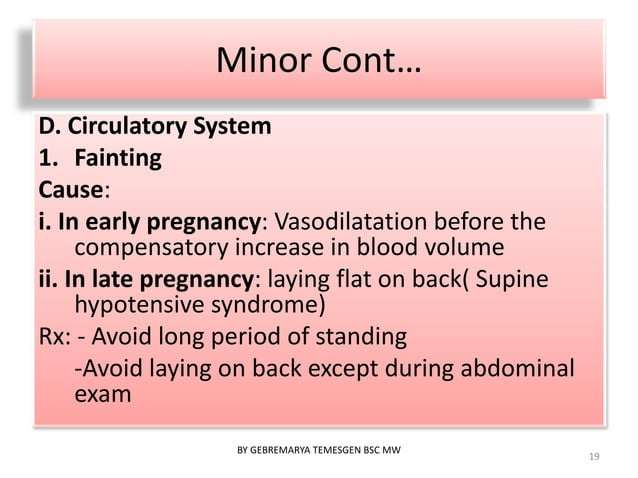 Minor Cont…
D. Circulatory System
1. Fainting
Cause:
i. In early pregnancy: Vasodilatation before the
compensatory increase in blood volume
ii. In late pregnancy: laying flat on back( Supine
hypotensive syndrome)
Rx: - Avoid long period of standing
-Avoid laying on back except during abdominal
exam
BY GEBREMARYA TEMESGEN BSC MW
19